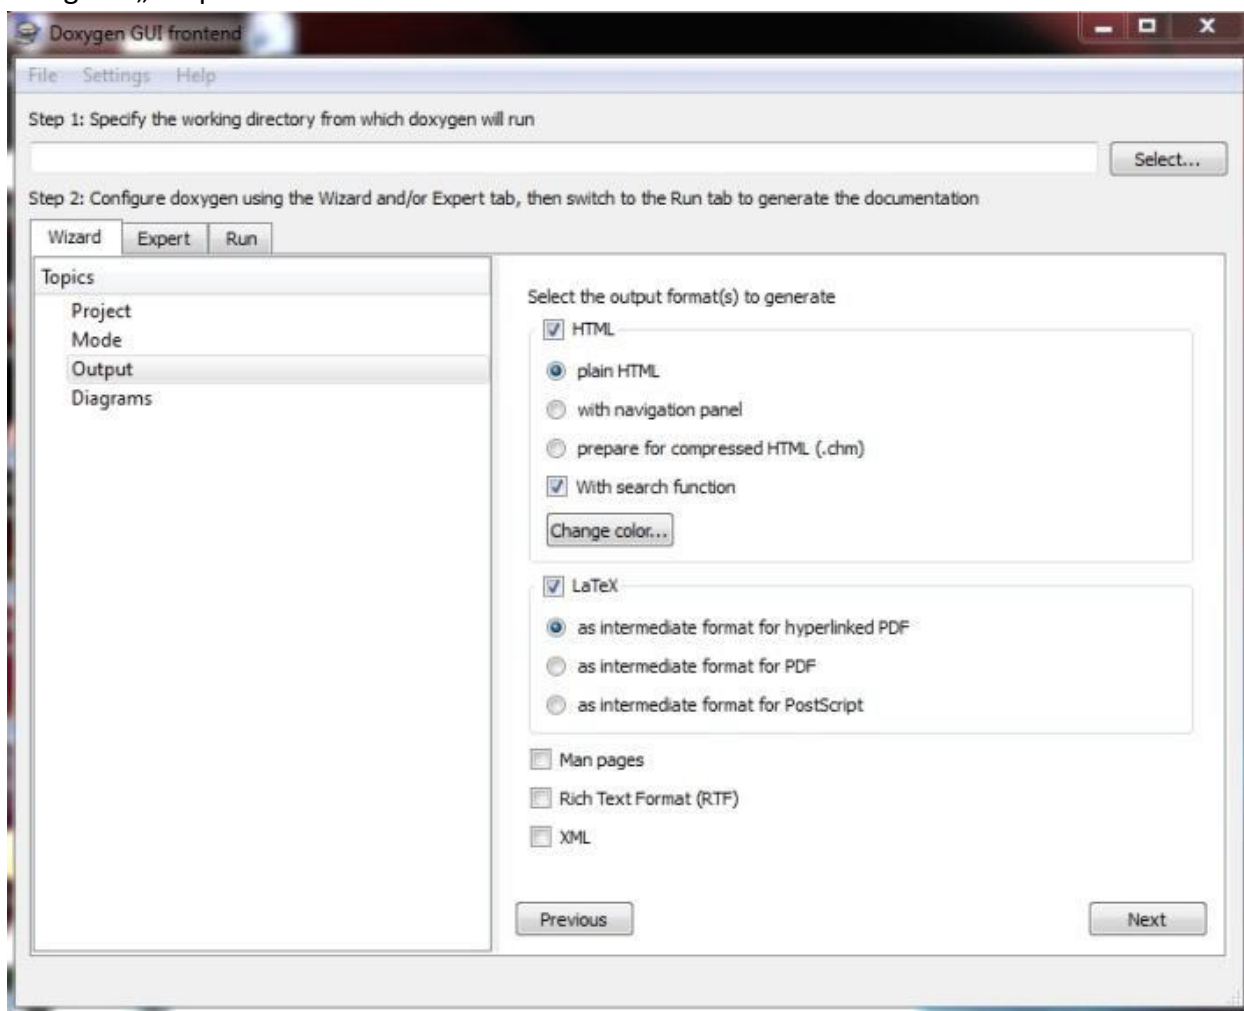 Doxygen GUI frontend
File Settings Help
Step 1: Specify the working directory from which doxygen will run
Select...
Step 2: Configure doxygen using the Wizard and/or Expert tab, then switch to the Run tab to generate the documentation
Wizard Expert Run
Topics
Project
Mode
Output
Diagrams
Select the output format(s) to generate
HTML
plain HTML
with navigation panel
prepare for compressed HTML (.chm)
With search function
Change color...
LaTeX
as intermediate format for hyperlinked PDF
as intermediate format for PDF
as intermediate format for PostScript
Man pages
Rich Text Format (RTF)
XML
Previous Next